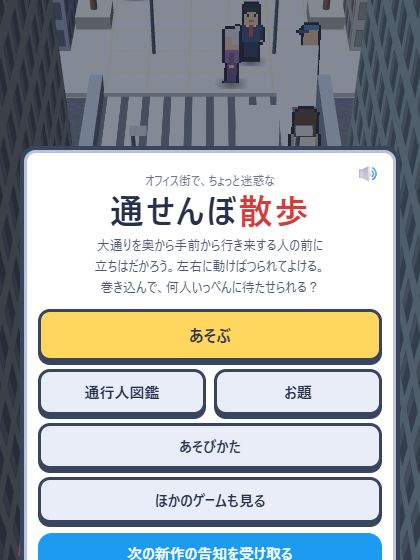 オフィス街で、ちょっと迷惑な
通せんぼ散歩
大通りを奥から手前から行き来する人の前に
立ちはだかろう。左右に動けばつられてよける。
巻き込んで、何人いっぺんに待たせられる？
あそぶ
通行人図鑑
お題
あそびかた
ほかのゲームも見る
次の新作の告知を受け取る